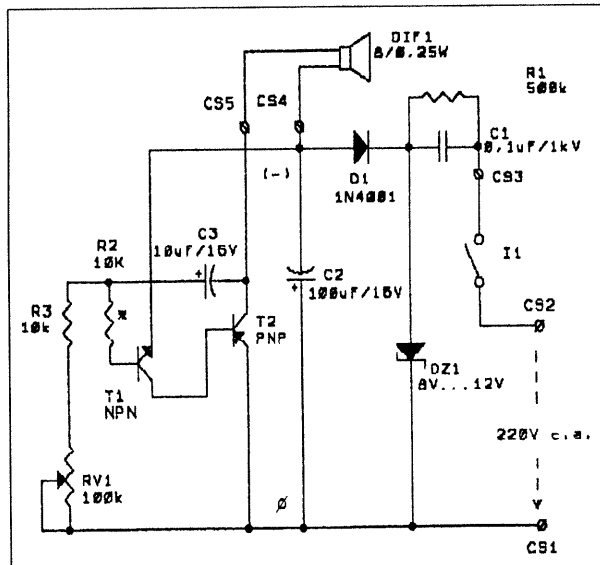 DIF1
8/0.25W
R1
500k
CS5
CS4
C1
0,1uF/1kV
(-)
D1
1N4001
CS3
C3
10uF/16V
R2
10K
C2
100uF/16V
I1
R3
10k
*
T2
PNP
CS2
T1
NPN
DZ1
8V...12V
220V c.a.
RV1
100k
Ø
CS1
+
+